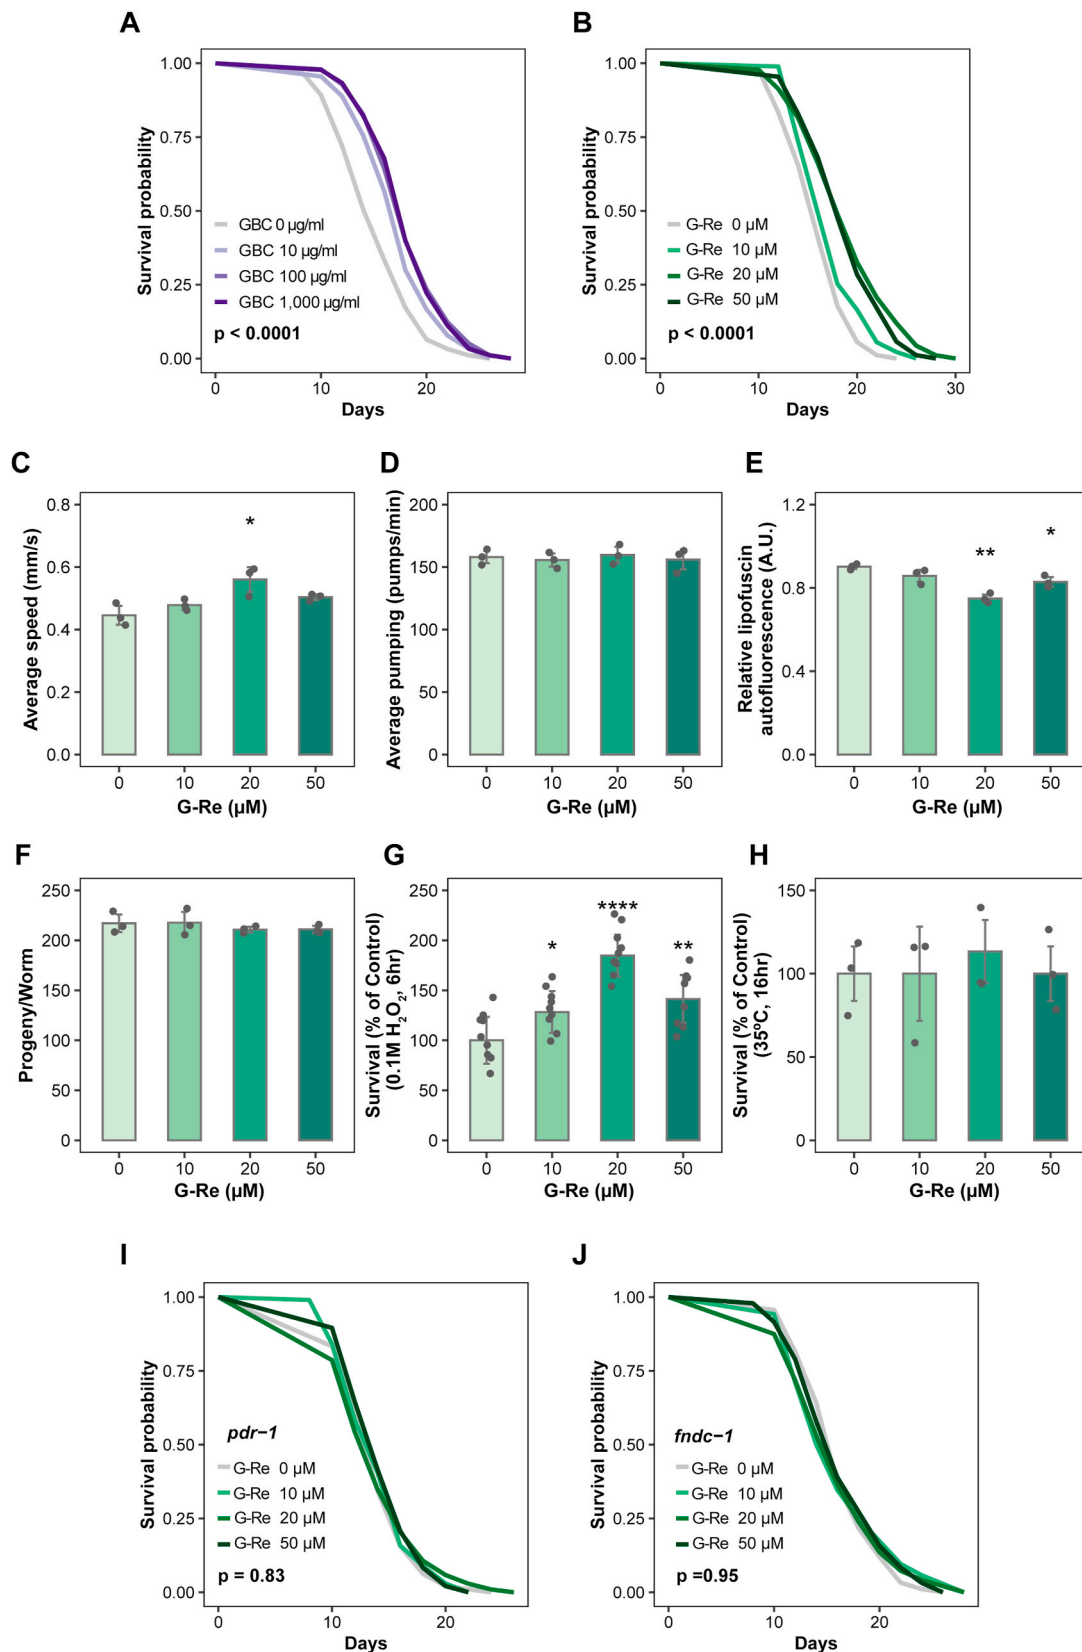 A
Survival probability
1.00
0.75
0.50
0.25
0.00
GBC 0 µg/ml
GBC 10 µg/ml
GBC 100 µg/ml
GBC 1,000 µg/ml
p < 0.0001
0 10 20
Days
B
Survival probability
1.00
0.75
0.50
0.25
0.00
G-Re 0 µM
G-Re 10 µM
G-Re 20 µM
G-Re 50 µM
p < 0.0001
0 10 20 30
Days
C
Average speed (mm/s)
0.8
0.6
0.4
0.2
0.0
*
0 10 20 50
G-Re (µM)
D
Average pumping (pumps/min)
200
150
100
50
0
0 10 20 50
G-Re (µM)
E
Relative lipofuscin
autofluorescence (A.U.)
1.2
0.8
0.4
0.0
** *
0 10 20 50
G-Re (µM)
F
Progeny/Worm
250
200
150
100
50
0
0 10 20 50
G-Re (µM)
G
Survival (% of Control)
(0.1M H₂O₂, 6hr)
250
200
150
100
50
0
* **** **
0 10 20 50
G-Re (µM)
H
Survival (% of Control)
(35ºC, 16hr)
150
100
50
0
0 10 20 50
G-Re (µM)
I
Survival probability
1.00
0.75
0.50
0.25
0.00
pdr−1
G-Re 0 µM
G-Re 10 µM
G-Re 20 µM
G-Re 50 µM
p = 0.83
0 10 20
Days
J
Survival probability
1.00
0.75
0.50
0.25
0.00
fndc−1
G-Re 0 µM
G-Re 10 µM
G-Re 20 µM
G-Re 50 µM
p =0.95
0 10 20
Days